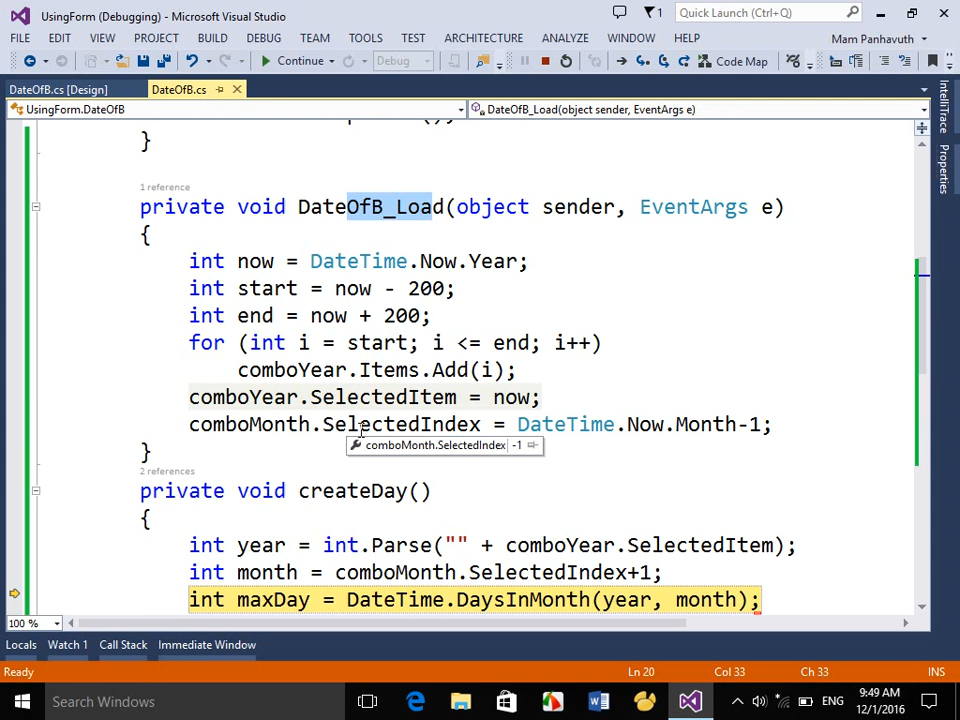 UsingForm (Debugging) - Microsoft Visual Studio
1
Quick Launch (Ctrl+Q)
FILE EDIT VIEW PROJECT BUILD DEBUG TEAM TOOLS TEST ARCHITECTURE ANALYZE WINDOW HELP
Mam Panhavuth
Continue
Debug
Code Map
DateOfB.cs [Design]
DateOfB.cs
UsingForm.DateOfB
DateOfB_Load(object sender, EventArgs e)
}
1 reference
private void DateOfB_Load(object sender, EventArgs e)
{
int now = DateTime.Now.Year;
int start = now - 200;
int end = now + 200;
for (int i = start; i <= end; i++)
comboYear.Items.Add(i);
comboYear.SelectedItem = now;
comboMonth.SelectedIndex = DateTime.Now.Month-1;
comboMonth.SelectedIndex -1
}
2 references
private void createDay()
{
int year = int.Parse("" + comboYear.SelectedItem);
int month = comboMonth.SelectedIndex+1;
int maxDay = DateTime.DaysInMonth(year, month);
100 %
IntelliTrace
Properties
Locals Watch 1 Call Stack Immediate Window
Ready
Ln 20 Col 33 Ch 33 INS
Search Windows
ENG
9:49 AM
12/1/2016